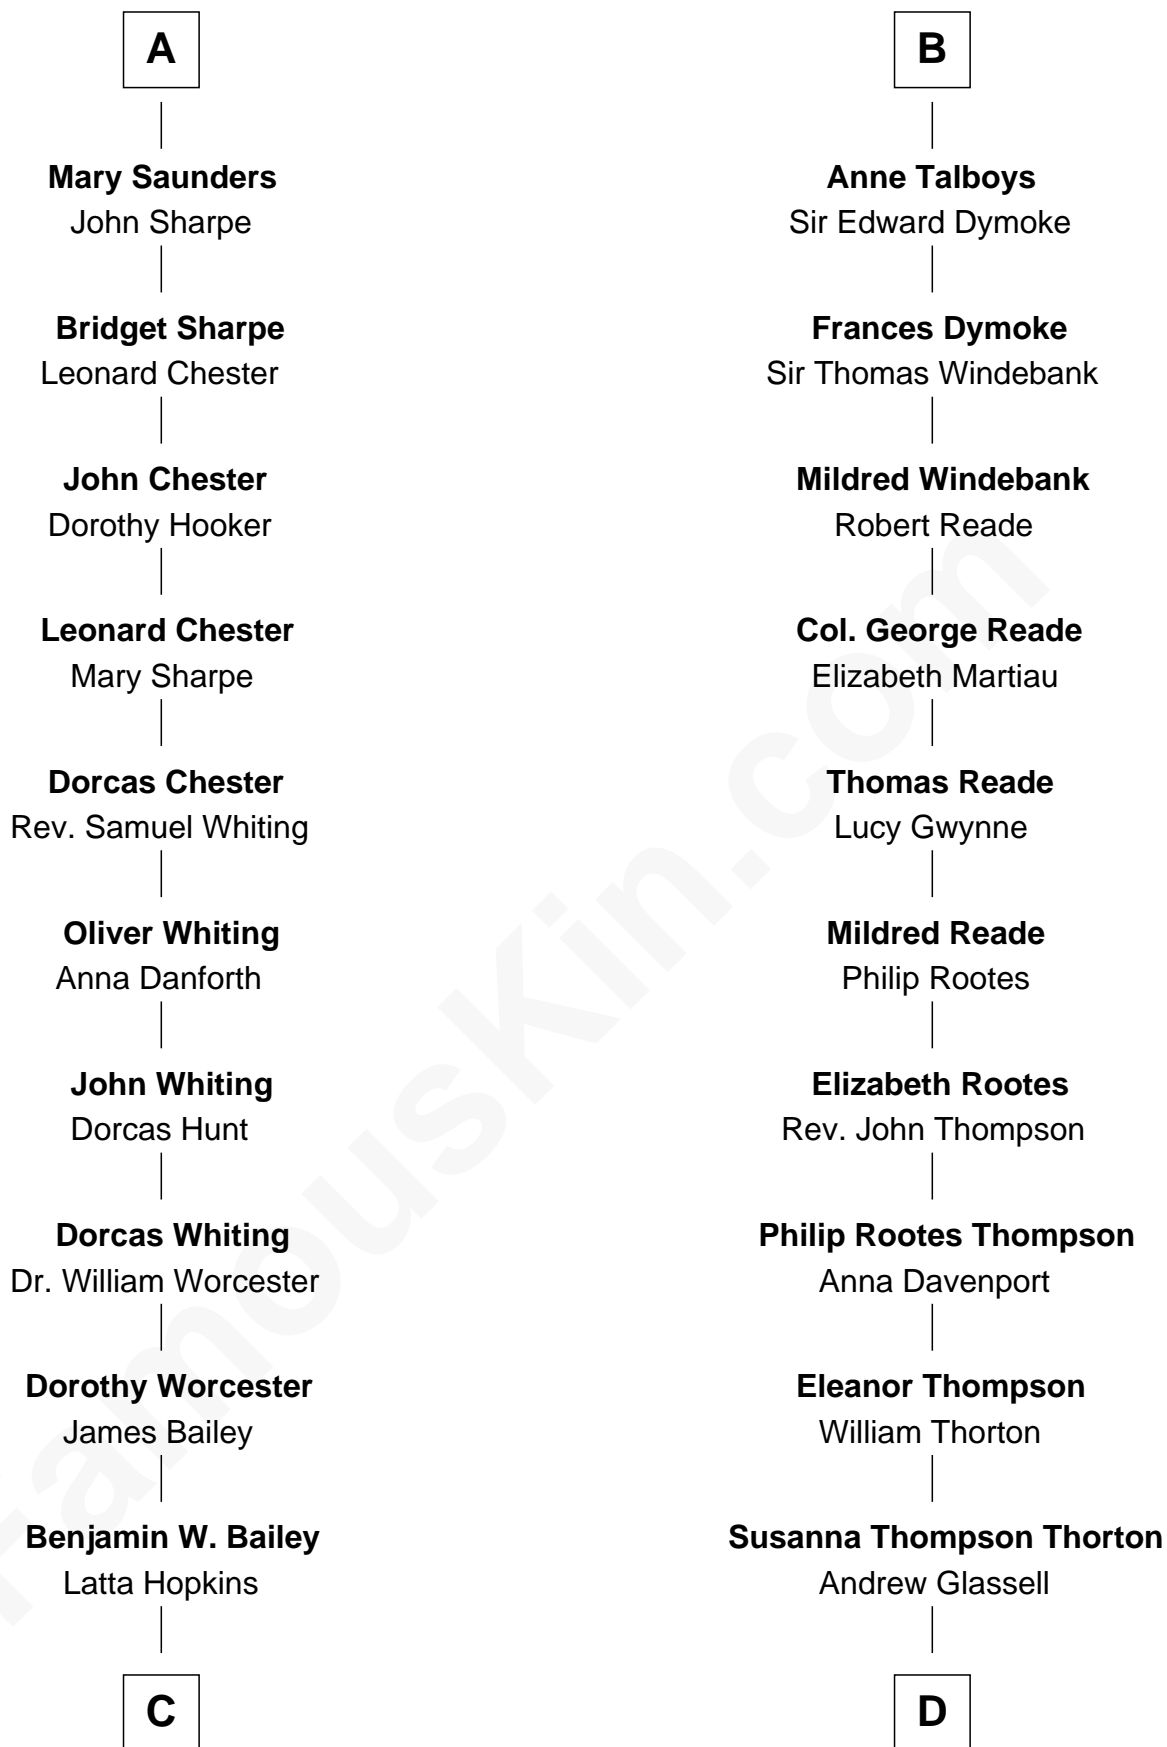 A
Mary Saunders
John Sharpe
Bridget Sharpe
Leonard Chester
John Chester
Dorothy Hooker
Leonard Chester
Mary Sharpe
Dorcas Chester
Rev. Samuel Whiting
Oliver Whiting
Anna Danforth
John Whiting
Dorcas Hunt
Dorcas Whiting
Dr. William Worcester
Dorothy Worcester
James Bailey
Benjamin W. Bailey
Latta Hopkins
C
B
Anne Talboys
Sir Edward Dymoke
Frances Dymoke
Sir Thomas Windebank
Mildred Windebank
Robert Reade
Col. George Reade
Elizabeth Martiau
Thomas Reade
Lucy Gwynne
Mildred Reade
Philip Rootes
Elizabeth Rootes
Rev. John Thompson
Philip Rootes Thompson
Anna Davenport
Eleanor Thompson
William Thorton
Susanna Thompson Thorton
Andrew Glassell
D
FamousKin.com